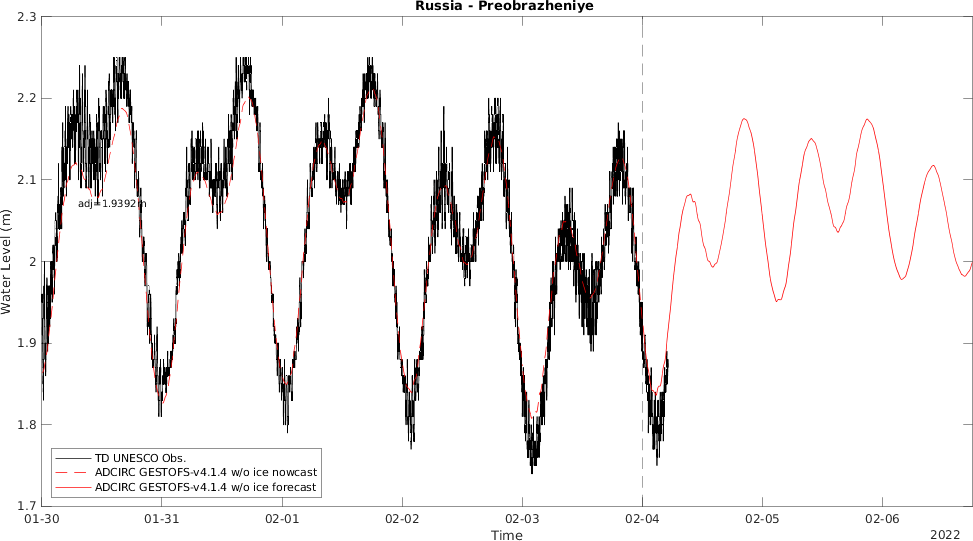 Russia - Preobrazheniye
2.3
2.2
2.1
2
1.9
1.8
1.7
Water Level (m)
adj=1.9392m
TD UNESCO Obs.
ADCIRC GESTOFS-v4.1.4 w/o ice nowcast
ADCIRC GESTOFS-v4.1.4 w/o ice forecast
01-30 01-31 02-01 02-02 02-03 02-04 02-05 02-06
Time
2022